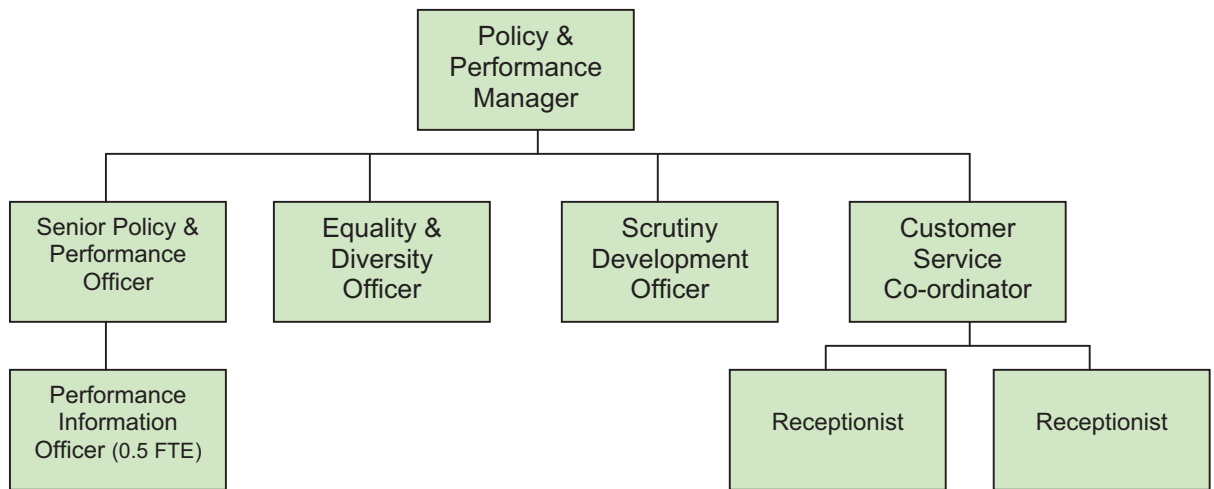 Policy &
Performance
Manager
Senior Policy &
Performance
Officer
Equality &
Diversity
Officer
Scrutiny
Development
Officer
Customer
Service
Co-ordinator
Performance
Information
Officer (0.5 FTE)
Receptionist
Receptionist